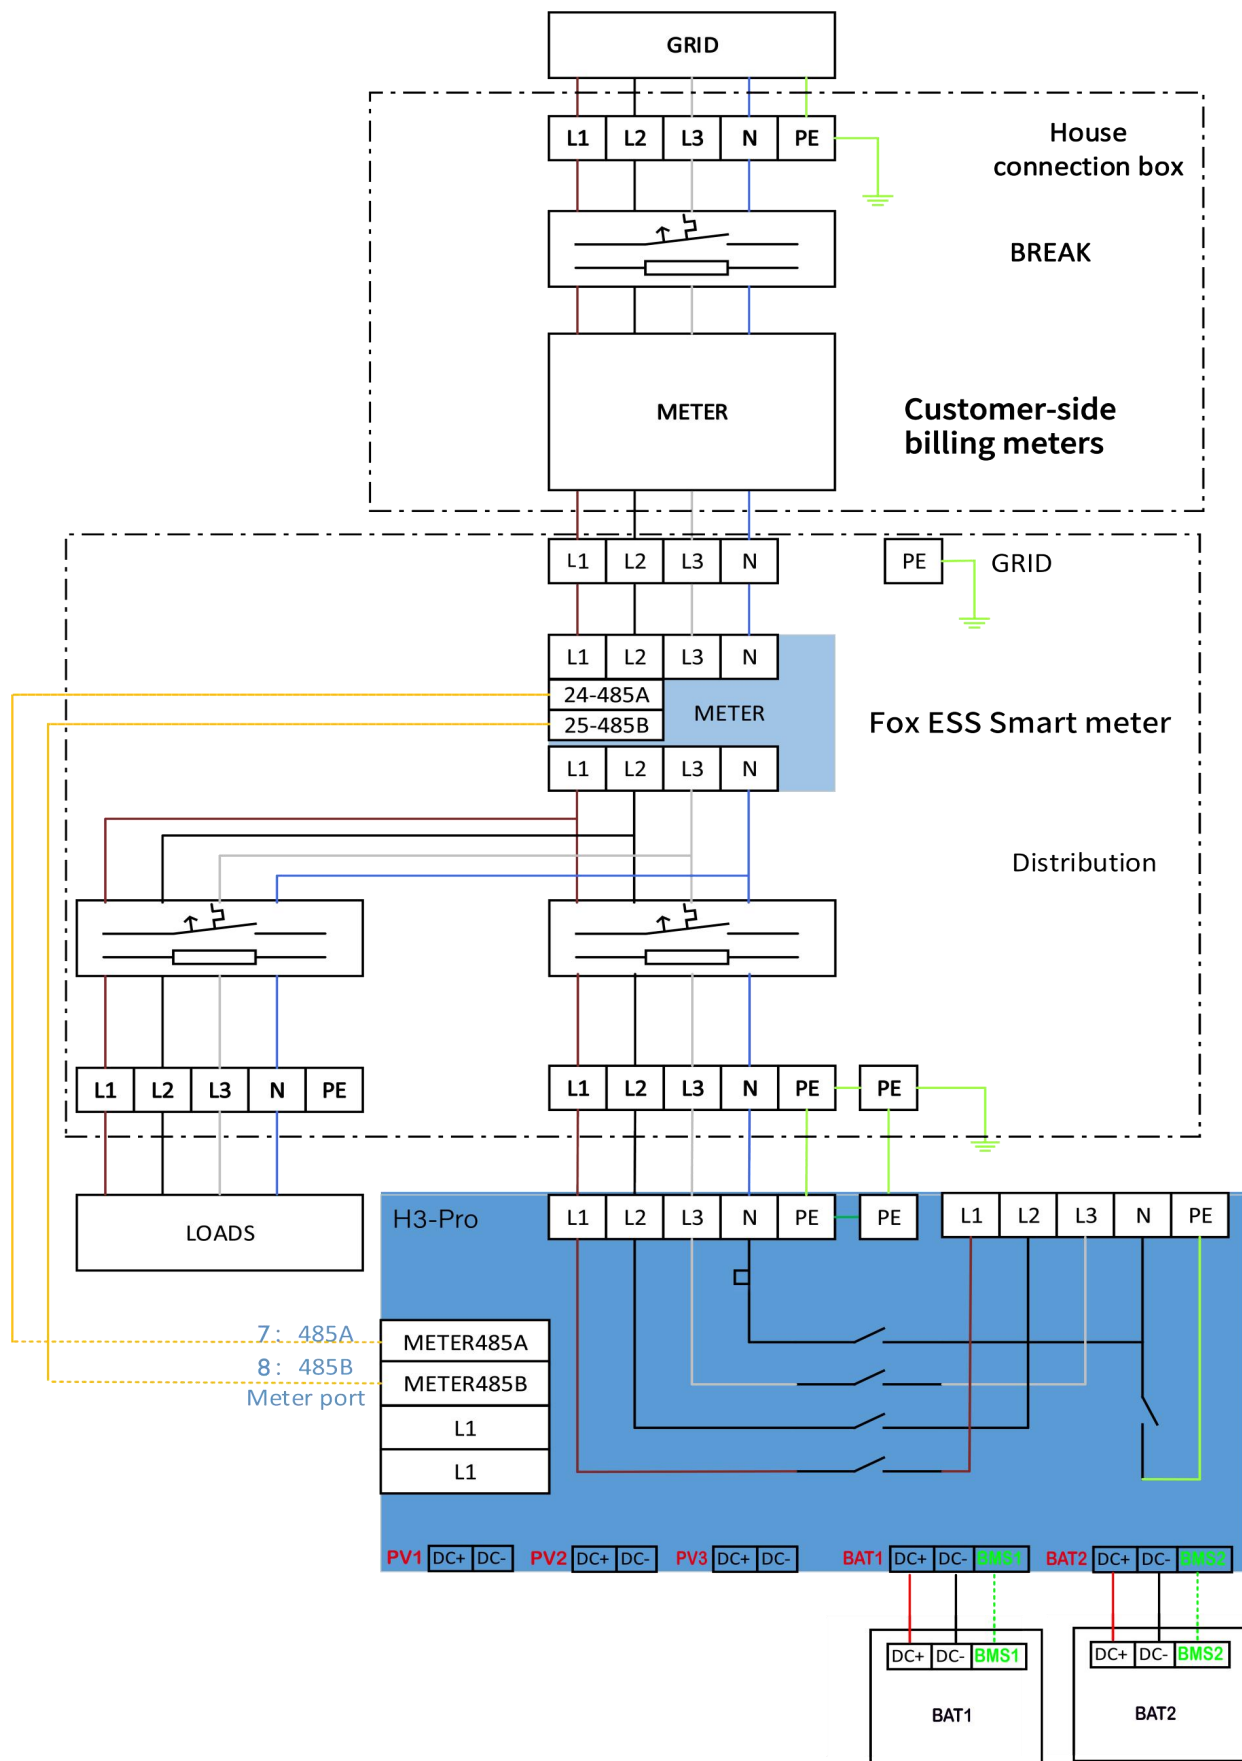 GRID
L1 L2 L3 N PE
House
connection box
BREAK
METER
Customer-side
billing meters
L1 L2 L3 N
PE
GRID
L1 L2 L3 N
24-485A
25-485B
METER
Fox ESS Smart meter
L1 L2 L3 N
Distribution
L1 L2 L3 N PE
L1 L2 L3 N PE
PE
LOADS
H3-Pro
L1 L2 L3 N PE
PE
L1 L2 L3 N PE
7: 485A
METER485A
8: 485B
METER485B
Meter port
L1
L1
PV1 DC+ DC-
PV2 DC+ DC-
PV3 DC+ DC-
BAT1 DC+ DC- BMS1
BAT2 DC+ DC- BMS2
DC+ DC- BMS1
DC+ DC- BMS2
BAT1
BAT2